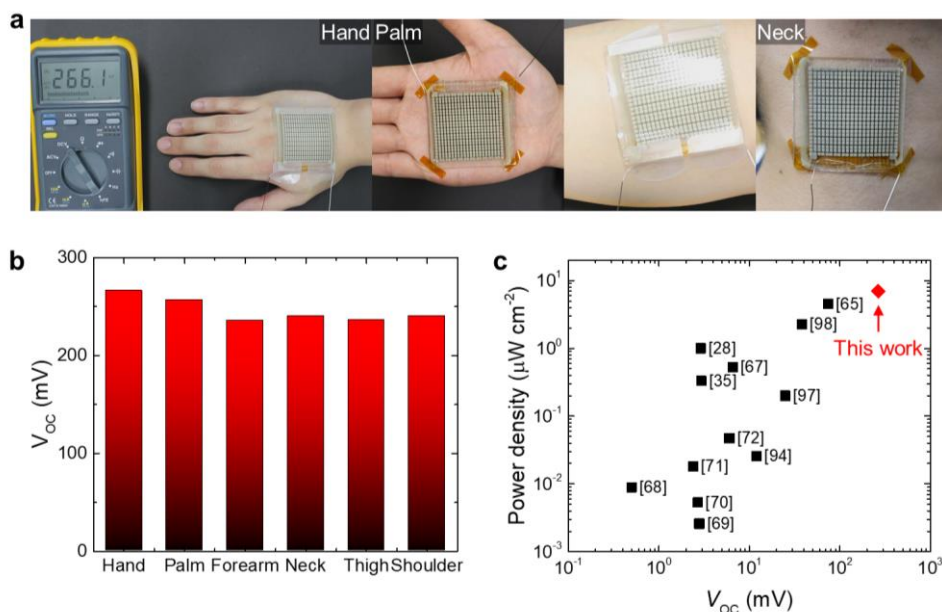 a
Hand
Palm
Neck
266.1
HOLD
RANGE
b
300
200
100
0
V_OC (mV)
Hand
Palm
Forearm
Neck
Thigh
Shoulder
c
10^1
10^0
10^-1
10^-2
10^-3
Power density (μW cm^-2)
[65]
[98]
This work
[28]
[67]
[35]
[97]
[72]
[94]
[71]
[68]
[70]
[69]
10^-1
10^0
10^1
10^2
10^3
V_OC (mV)